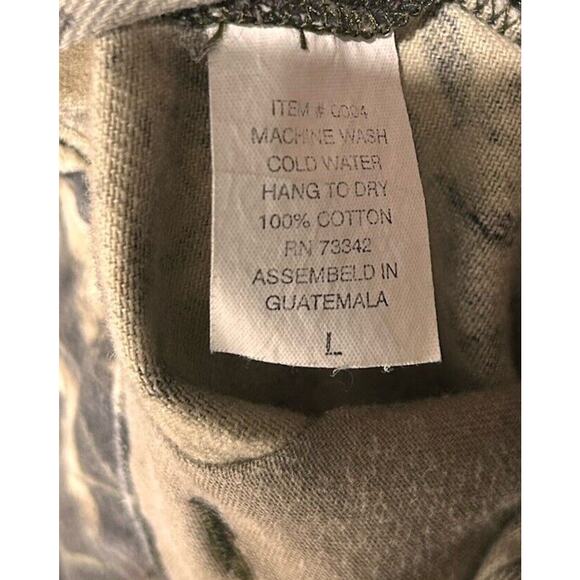 ITEM # 0004
MACHINE WASH
COLD WATER
HANG TO DRY
100% COTTON
RN 73342
ASSEMBELD IN
GUATEMALA
L